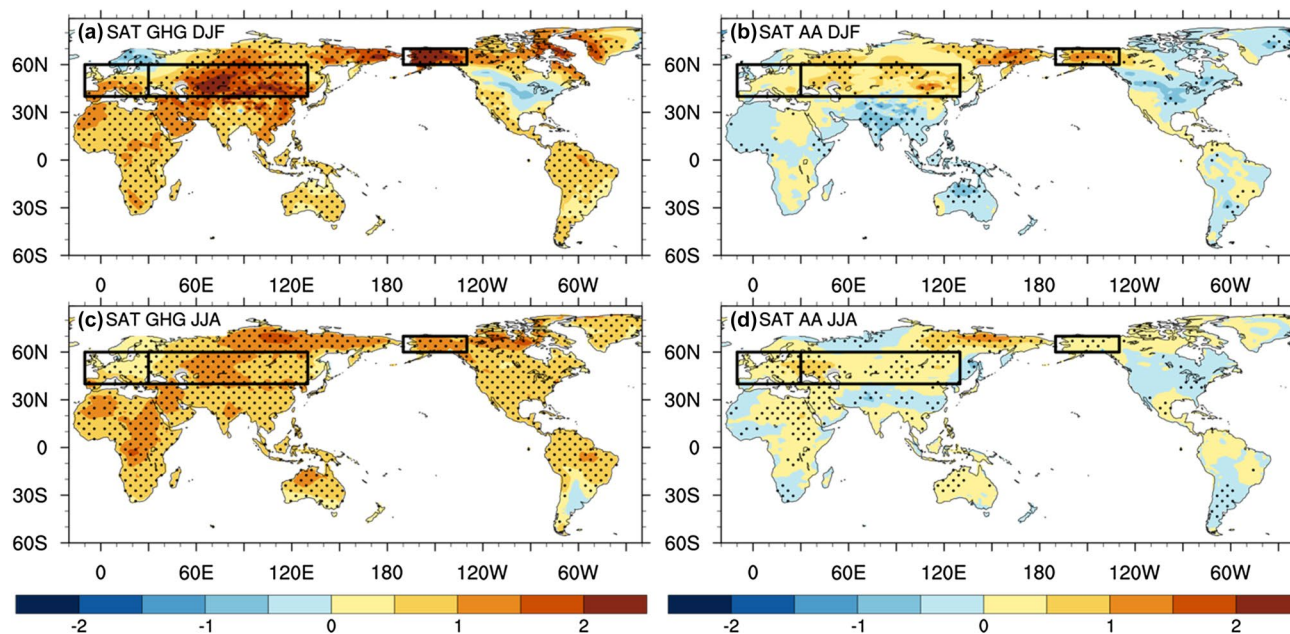 (a) SAT GHG DJF
(b) SAT AA DJF
60N
30N
0
30S
60S
60N
30N
0
30S
60S
0 60E 120E 180 120W 60W
0 60E 120E 180 120W 60W
(c) SAT GHG JJA
(d) SAT AA JJA
60N
30N
0
30S
60S
60N
30N
0
30S
60S
0 60E 120E 180 120W 60W
0 60E 120E 180 120W 60W
-2 -1 0 1 2
-2 -1 0 1 2